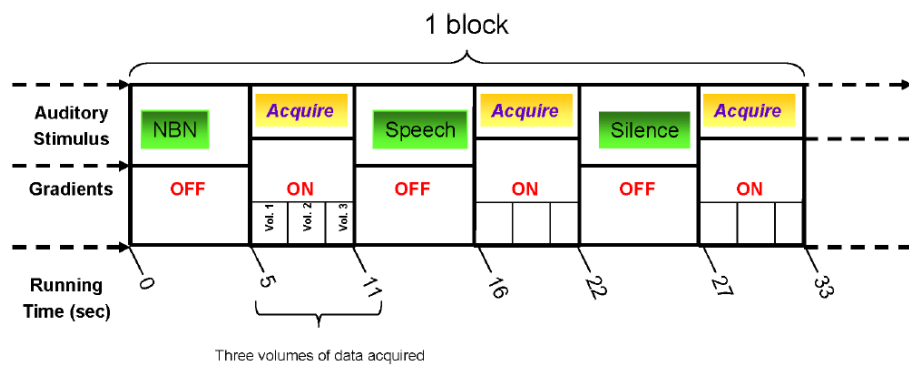 1 block
Auditory
Stimulus
NBN
Acquire
Speech
Acquire
Silence
Acquire
Gradients
OFF
ON
OFF
ON
OFF
ON
Vol. 1
Vol. 2
Vol. 3
Running
Time (sec)
0
5
11
16
22
27
33
Three volumes of data acquired